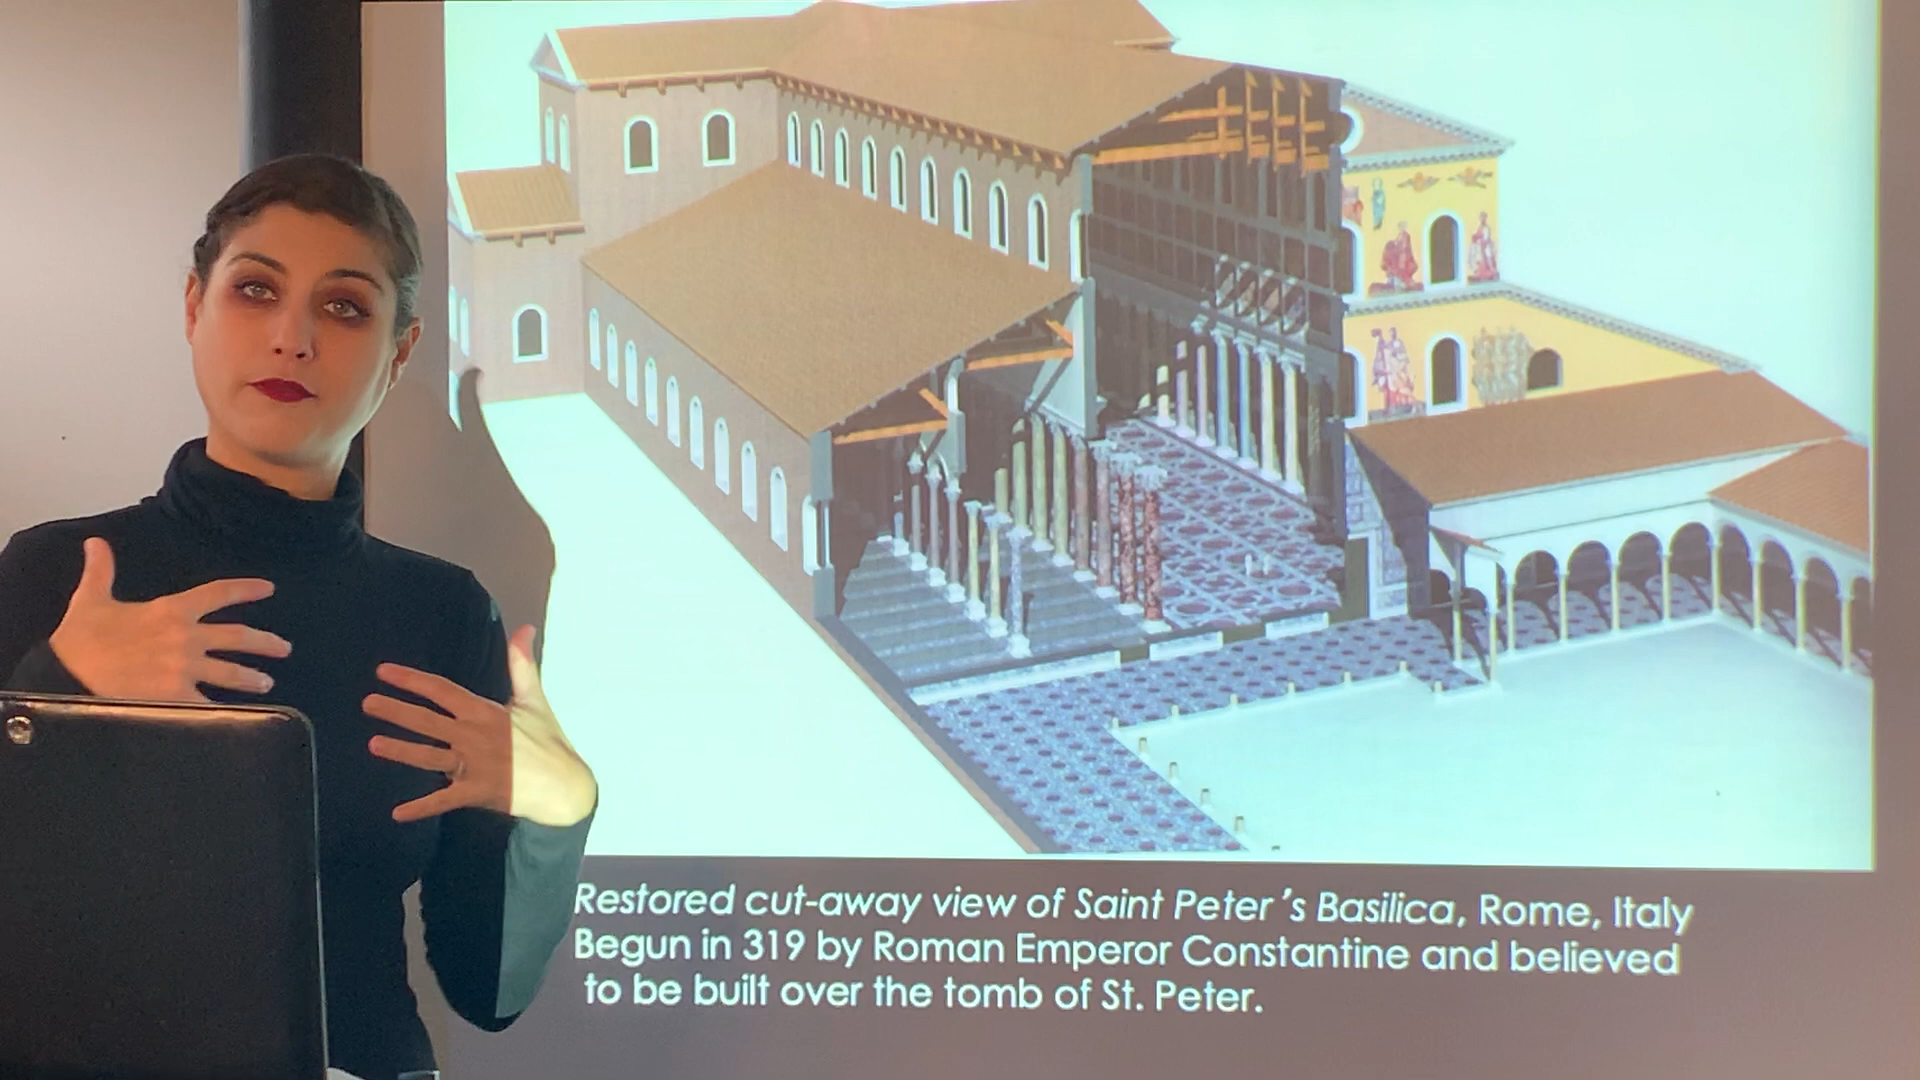 Restored cut-away view of Saint Peter's Basilica, Rome, Italy
Begun in 319 by Roman Emperor Constantine and believed
to be built over the tomb of St. Peter.